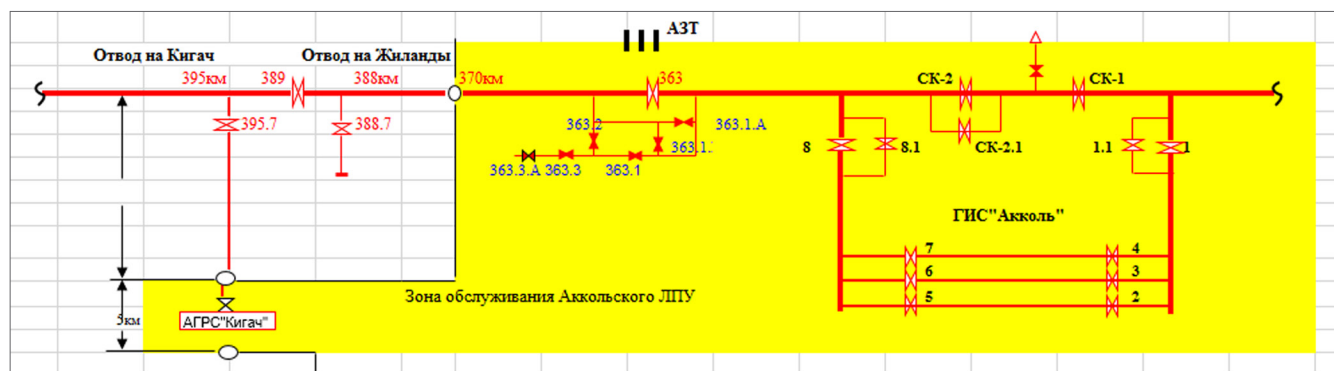 АЗТ
Отвод на Кигач
Отвод на Жиланды
395км
389
388км
370км
363
СК-2
СК-1
395.7
388.7
363.2
363.1.А
363.1.
363.3.А
363.3
363.1
8
8.1
СК-2.1
1.1
1
ГИС"Акколь"
7
4
6
3
5
2
Зона обслуживания Аккольского ЛПУ
5км
АГРС"Кигач"